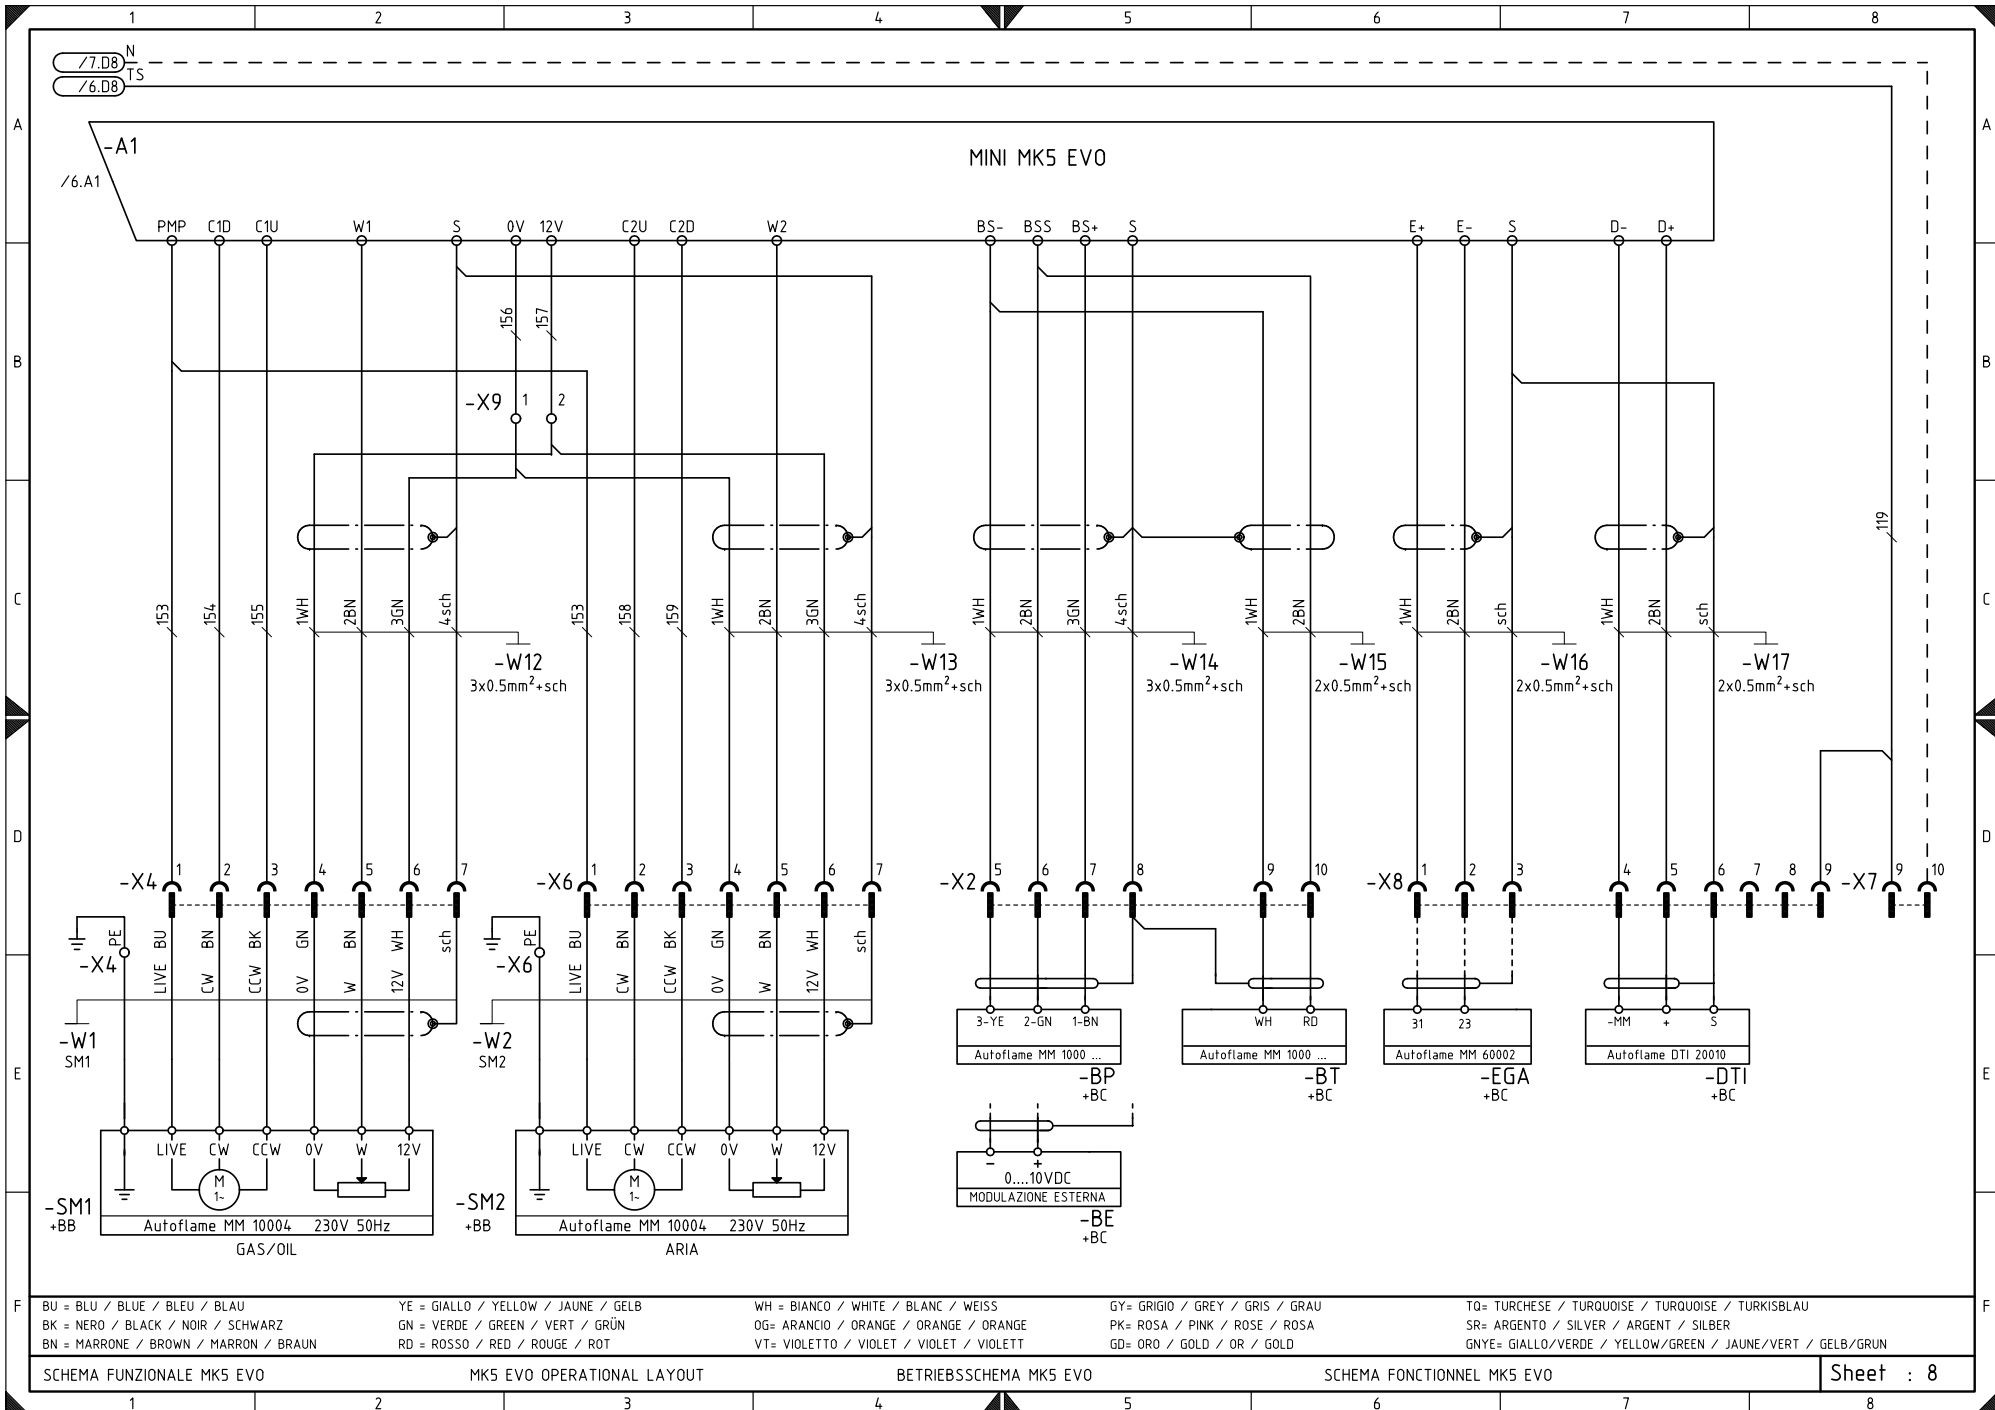 1 2 3 4 5 6 7 8
N
/7.D8
TS
/6.D8
A A
-A1
/6.A1
MINI MK5 EVO
PMP C1D C1U W1 S 0V 12V C2U C2D W2 BS- BSS BS+ S E+ E- S D- D+
156 157
B B
-X9 1 2
119
C C
153 154 155 1WH 2BN 3GN 4sch 153 158 159 1WH 2BN 3GN 4sch 1WH 2BN 3GN 4sch 1WH 2BN 1WH 2BN sch 1WH 2BN sch
-W12 -W13 -W14 -W15 -W16 -W17
3x0.5mm²+sch 3x0.5mm²+sch 3x0.5mm²+sch 2x0.5mm²+sch 2x0.5mm²+sch 2x0.5mm²+sch
D D
-X4 1 2 3 4 5 6 7 -X6 1 2 3 4 5 6 7 -X2 5 6 7 8 9 10 -X8 1 2 3 4 5 6 7 8 9 -X7 9 10
PE BU BN BK GN BN WH sch PE BU BN BK GN BN WH sch
-X4 LIVE CW CCW 0V W 12V -X6 LIVE CW CCW 0V W 12V
3-YE 2-GN 1-BN WH RD 31 23 -MM + S
-W1 -W2
SM1 SM2
Autoflame MM 1000 ... Autoflame MM 1000 ... Autoflame MM 60002 Autoflame DTI 20010
E E
-BP -BT -EGA -DTI
+BC +BC +BC +BC
LIVE CW CCW 0V W 12V LIVE CW CCW 0V W 12V
- +
0....10VDC
M M
1~ 1~
MODULAZIONE ESTERNA
-SM1 -SM2
+BB +BB
-BE
+BC
Autoflame MM 10004 230V 50Hz Autoflame MM 10004 230V 50Hz
GAS/OIL ARIA
F F
BU = BLU / BLUE / BLEU / BLAU YE = GIALLO / YELLOW / JAUNE / GELB WH = BIANCO / WHITE / BLANC / WEISS GY= GRIGIO / GREY / GRIS / GRAU TQ= TURCHESE / TURQUOISE / TURQUOISE / TURKISBLAU
BK = NERO / BLACK / NOIR / SCHWARZ GN = VERDE / GREEN / VERT / GRÜN OG= ARANCIO / ORANGE / ORANGE / ORANGE PK= ROSA / PINK / ROSE / ROSA SR= ARGENTO / SILVER / ARGENT / SILBER
BN = MARRONE / BROWN / MARRON / BRAUN RD = ROSSO / RED / ROUGE / ROT VT= VIOLETTO / VIOLET / VIOLET / VIOLETT GD= ORO / GOLD / OR / GOLD GNYE= GIALLO/VERDE / YELLOW/GREEN / JAUNE/VERT / GELB/GRUN
SCHEMA FUNZIONALE MK5 EVO MK5 EVO OPERATIONAL LAYOUT BETRIEBSSCHEMA MK5 EVO SCHEMA FONCTIONNEL MK5 EVO Sheet : 8
1 2 3 4 5 6 7 8